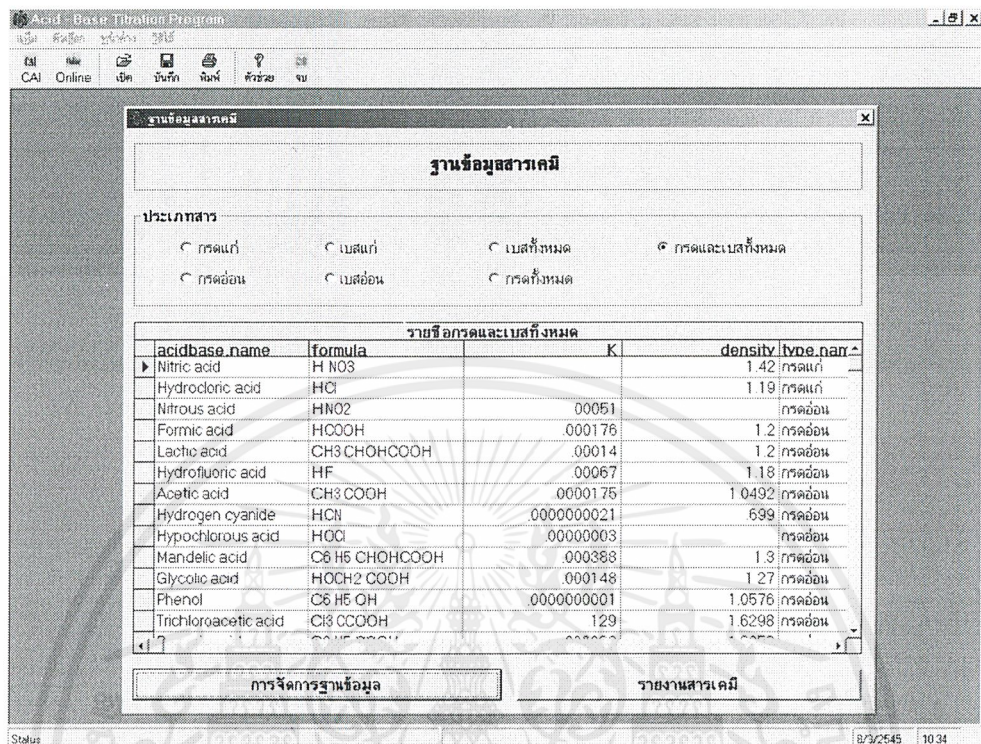 Acid - Base Titration Program
CAI Online เปิด บันทึก พิมพ์ ตัวช่วย จบ
ฐานข้อมูลสารเคมี
ฐานข้อมูลสารเคมี
ประเภทสาร
กรดแก่ เบสแก่ เบสทั้งหมด กรดและเบสทั้งหมด
กรดอ่อน เบสอ่อน กรดทั้งหมด
รายชื่อกรดและเบสทั้งหมด
acidbase_name formula K density type_nam
Nitric acid H NO3 1.42 กรดแก่
Hydrocloric acid HCl 1.19 กรดแก่
Nitrous acid HNO2 .00051 กรดอ่อน
Formic acid HCOOH .000176 1.2 กรดอ่อน
Lactic acid CH3 CHOHCOOH .00014 1.2 กรดอ่อน
Hydrofluoric acid HF .00067 1.18 กรดอ่อน
Acetic acid CH3 COOH .0000175 1.0492 กรดอ่อน
Hydrogen cyanide HCN .0000000021 .699 กรดอ่อน
Hypochlorous acid HOCl .00000003 กรดอ่อน
Mandelic acid C6 H5 CHOHCOOH .000388 1.3 กรดอ่อน
Glycolic acid HOCH2 COOH .000148 1.27 กรดอ่อน
Phenol C6 H5 OH .0000000001 1.0576 กรดอ่อน
Trichloroacetic acid Cl3 CCOOH 129 1.6298 กรดอ่อน
การจัดการฐานข้อมูล รายงานสารเคมี
Status 8/3/2545 10:34